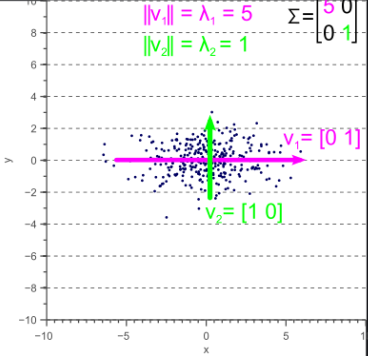 ‖v₁‖ = λ₁ = 5
‖v₂‖ = λ₂ = 1
Σ = [5 0
0 1]
v₁= [0 1]
v₂= [1 0]
y
10
8
6
4
2
0
−2
−4
−6
−8
−10
−10 −5 0 5 1
x